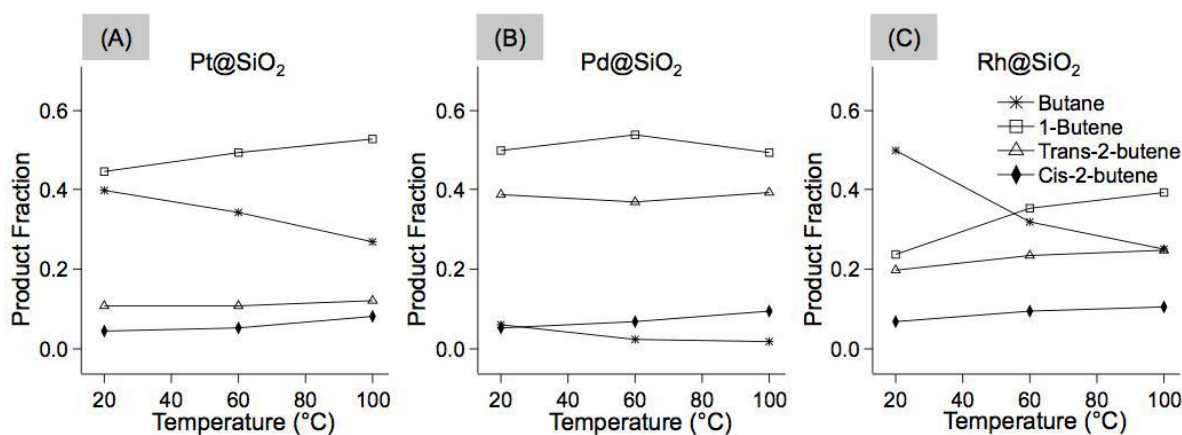 (A)
Pt@SiO₂
Product Fraction
0.6
0.4
0.2
0.0
20 40 60 80 100
Temperature (°C)
(B)
Pd@SiO₂
Product Fraction
0.6
0.4
0.2
0.0
20 40 60 80 100
Temperature (°C)
(C)
Rh@SiO₂
Butane
1-Butene
Trans-2-butene
Cis-2-butene
Product Fraction
0.6
0.4
0.2
0.0
20 40 60 80 100
Temperature (°C)